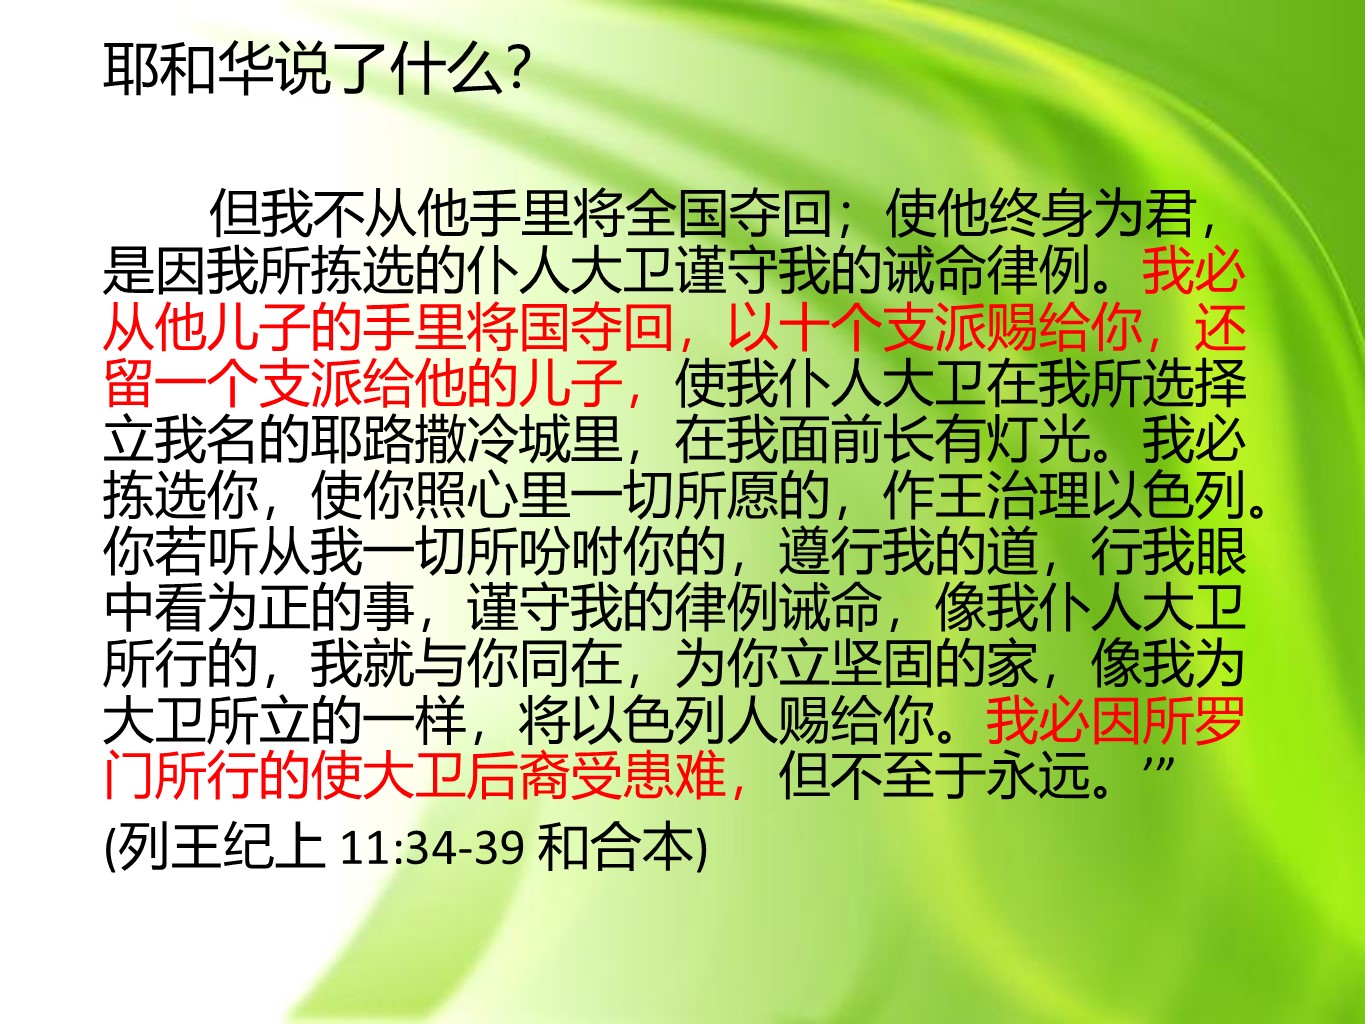 耶和华说了什么？
但我不从他手里将全国夺回；使他终身为君，
是因我所拣选的仆人大卫谨守我的诫命律例。我必
从他儿子的手里将国夺回，以十个支派赐给你，还
留一个支派给他的儿子，使我仆人大卫在我所选择
立我名的耶路撒冷城里，在我面前长有灯光。我必
拣选你，使你照心里一切所愿的，作王治理以色列。
你若听从我一切所吩咐你的，遵行我的道，行我眼
中看为正的事，谨守我的律例诫命，像我仆人大卫
所行的，我就与你同在，为你立坚固的家，像我为
大卫所立的一样，将以色列人赐给你。我必因所罗
门所行的使大卫后裔受患难，但不至于永远。’”
(列王纪上 11:34-39 和合本)